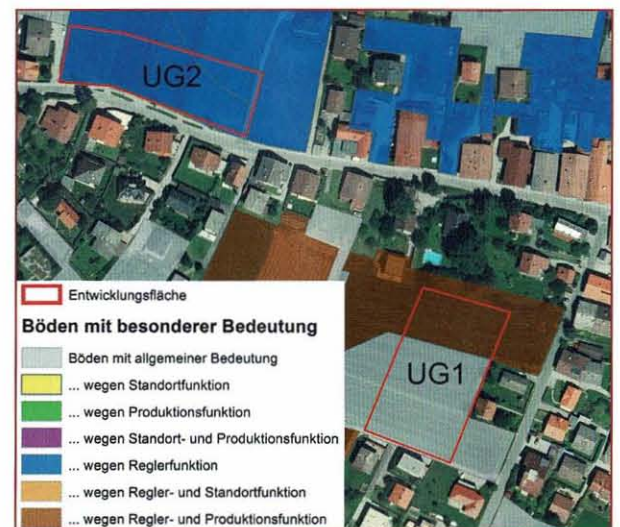 UG2
UG1
Entwicklungsfläche
Böden mit besonderer Bedeutung
Böden mit allgemeiner Bedeutung
... wegen Standortfunktion
... wegen Produktionsfunktion
... wegen Standort- und Produktionsfunktion
... wegen Reglerfunktion
... wegen Regler- und Standortfunktion
... wegen Regler- und Produktionsfunktion